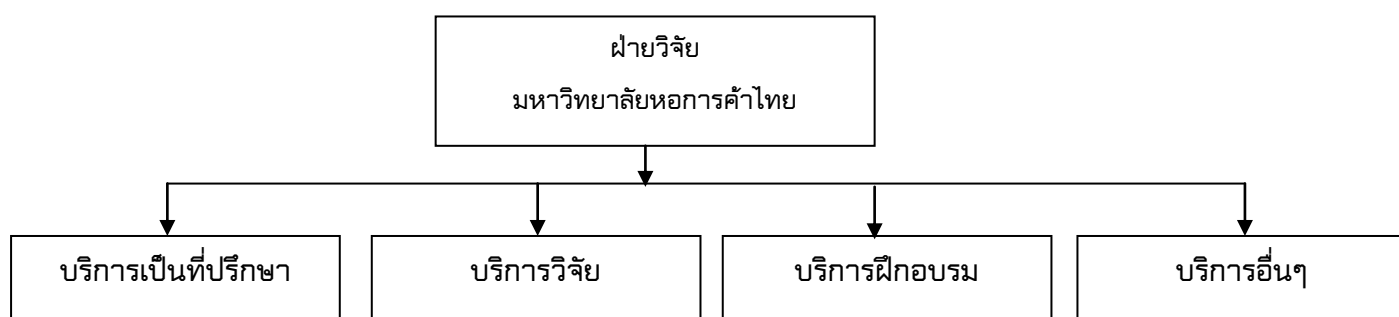 ฝ่ายวิจัย
มหาวิทยาลัยหอการค้าไทย
บริการเป็นที่ปรึกษา
บริการวิจัย
บริการฝึกอบรม
บริการอื่นๆ